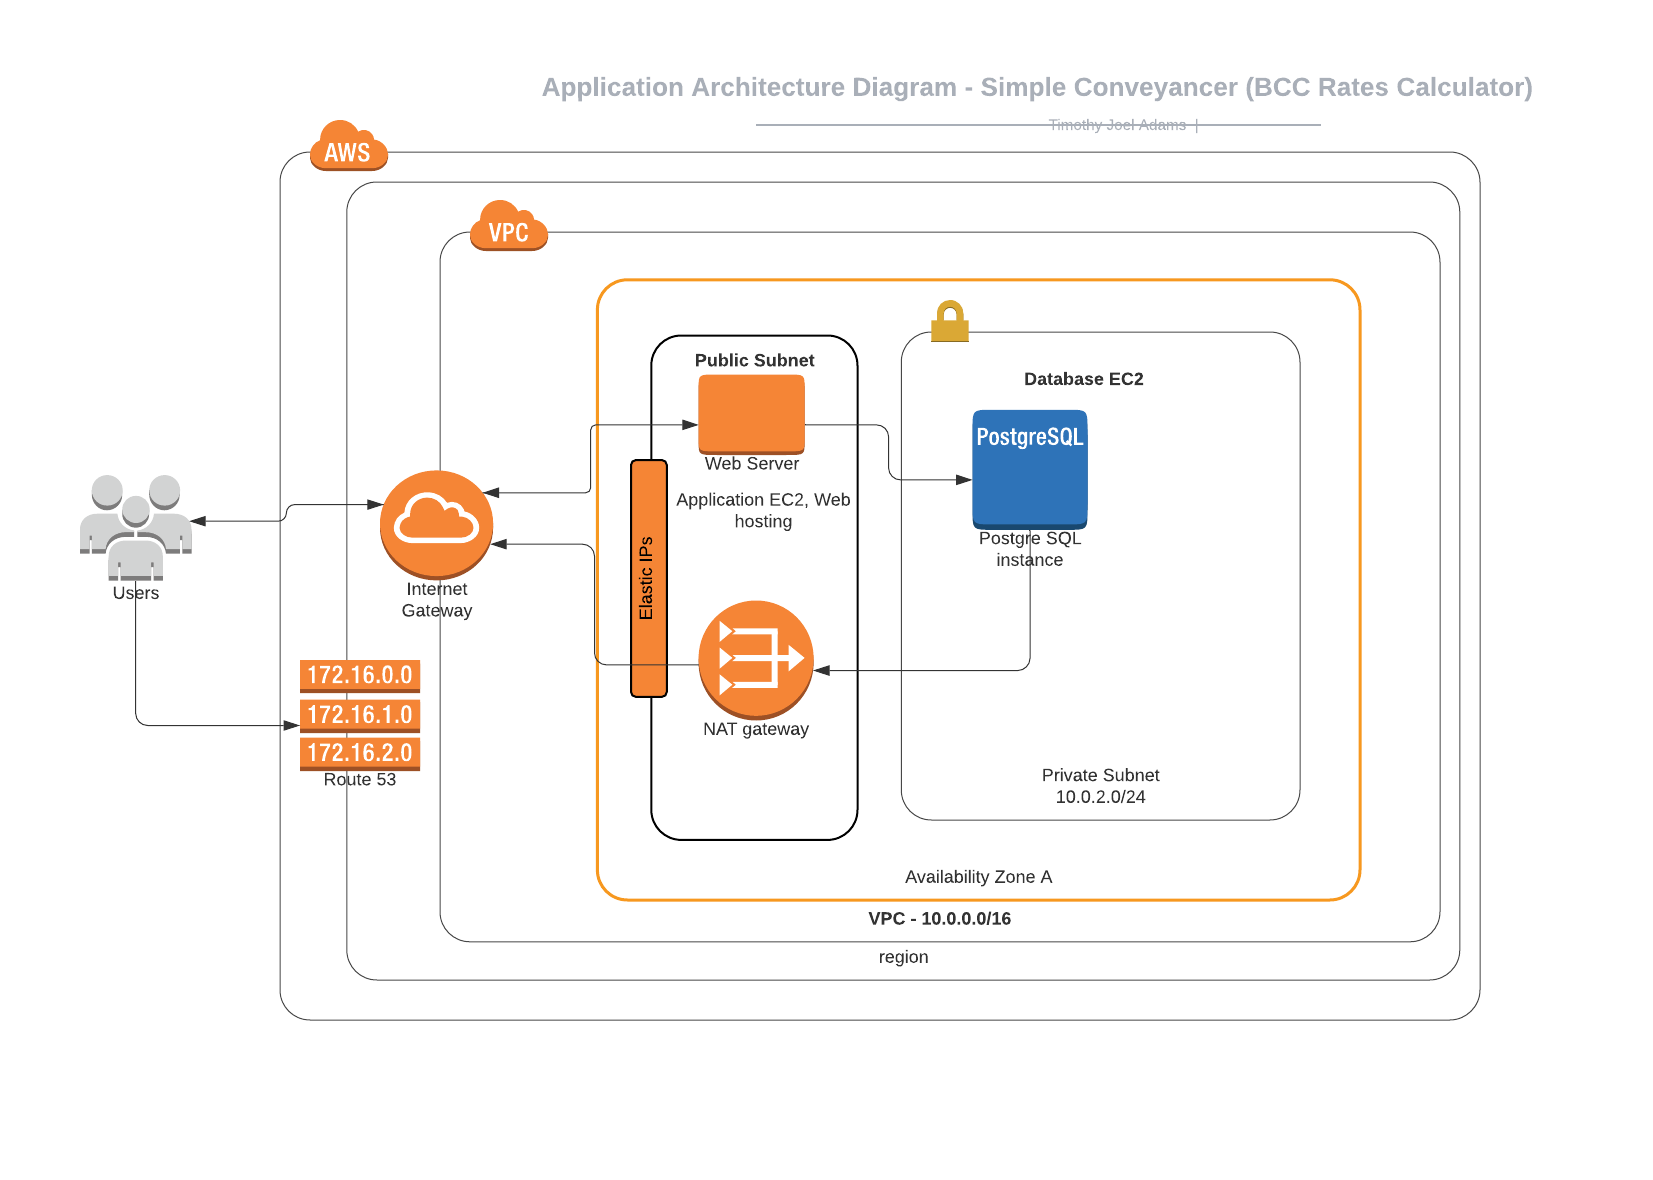 Application Architecture Diagram - Simple Conveyancer (BCC Rates Calculator)
Timothy Joel Adams |
AWS
VPC
Public Subnet
Web Server
Application EC2, Web
hosting
Elastic IPs
NAT gateway
Database EC2
PostgreSQL
Postgre SQL
instance
Private Subnet
10.0.2.0/24
Users
Internet
Gateway
172.16.0.0
172.16.1.0
172.16.2.0
Route 53
Availability Zone A
VPC - 10.0.0.0/16
region